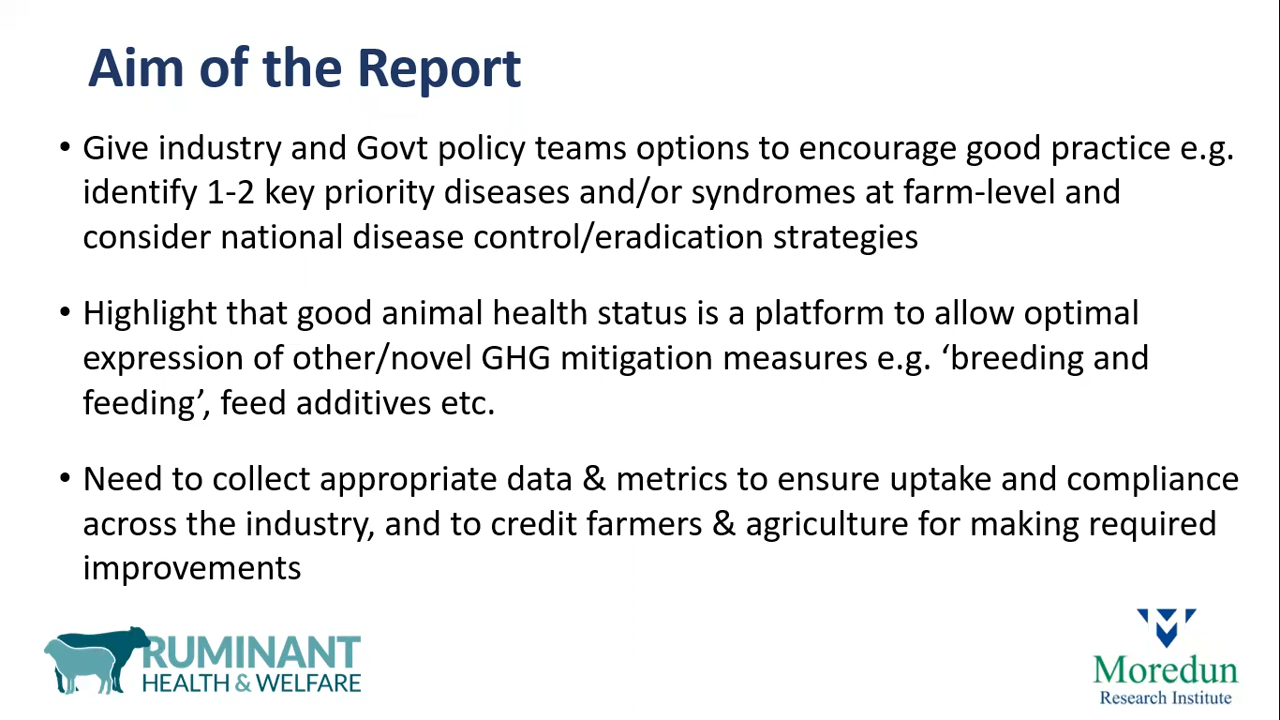 Aim of the Report
• Give industry and Govt policy teams options to encourage good practice e.g.
identify 1-2 key priority diseases and/or syndromes at farm-level and
consider national disease control/eradication strategies
• Highlight that good animal health status is a platform to allow optimal
expression of other/novel GHG mitigation measures e.g. ‘breeding and
feeding’, feed additives etc.
• Need to collect appropriate data & metrics to ensure uptake and compliance
across the industry, and to credit farmers & agriculture for making required
improvements
RUMINANT
HEALTH & WELFARE
Moredun
Research Institute